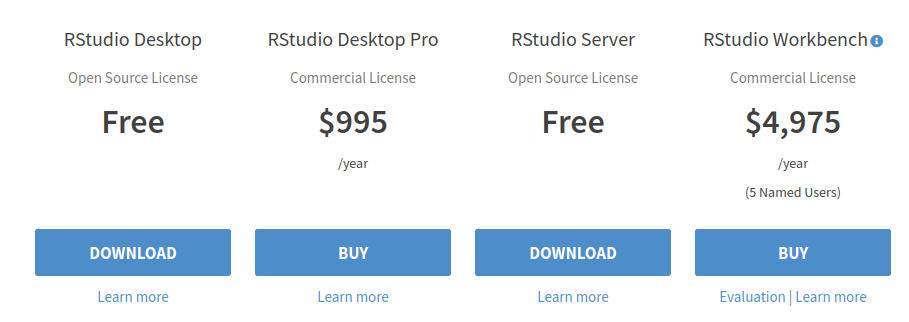 RStudio Desktop
Open Source License
Free
DOWNLOAD
Learn more
RStudio Desktop Pro
Commercial License
$995
/year
BUY
Learn more
RStudio Server
Open Source License
Free
DOWNLOAD
Learn more
RStudio Workbench
Commercial License
$4,975
/year
(5 Named Users)
BUY
Evaluation | Learn more